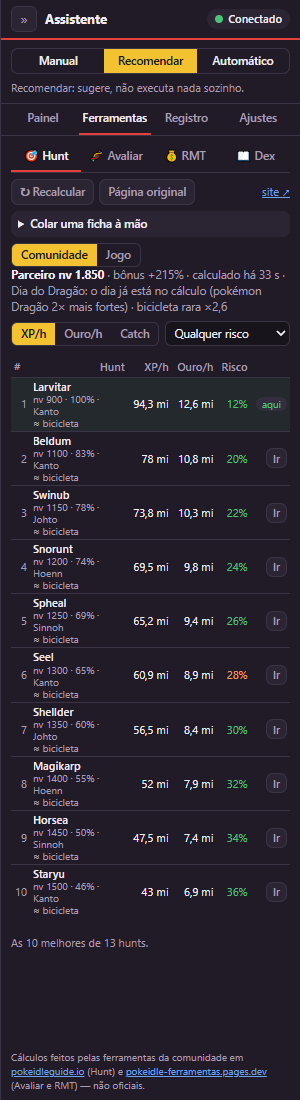 » Assistente Conectado
Manual Recomendar Automático
Recomendar: sugere, não executa nada sozinho.
Painel Ferramentas Registro Ajustes
🎯 Hunt 🚀 Avaliar 💰 RMT 📖 Dex
↻ Recalcular Página original site ↗
▶ Colar uma ficha à mão
Comunidade Jogo
Parceiro nv 1.850 · bônus +215% · calculado há 33 s ·
Dia do Dragão: o dia já está no cálculo (pokémon
Dragão 2× mais fortes) · bicicleta rara ×2,6
XP/h Ouro/h Catch Qualquer risco
# Hunt XP/h Ouro/h Risco
Larvitar
1 nv 900 · 100% · 94,3 mi 12,6 mi 12% aqui
Kanto
≈ bicicleta
Beldum
2 nv 1100 · 83% · 78 mi 10,8 mi 20% Ir
Kanto
≈ bicicleta
Swinub
3 nv 1150 · 78% · 73,8 mi 10,3 mi 22% Ir
Johto
≈ bicicleta
Snorunt
4 nv 1200 · 74% · 69,5 mi 9,8 mi 24% Ir
Hoenn
≈ bicicleta
Spheal
5 nv 1250 · 69% · 65,2 mi 9,4 mi 26% Ir
Sinnoh
≈ bicicleta
Seel
6 nv 1300 · 65% · 60,9 mi 8,9 mi 28% Ir
Kanto
≈ bicicleta
Shellder
7 nv 1350 · 60% · 56,5 mi 8,4 mi 30% Ir
Johto
≈ bicicleta
Magikarp
8 nv 1400 · 55% · 52 mi 7,9 mi 32% Ir
Hoenn
≈ bicicleta
Horsea
9 nv 1450 · 50% · 47,5 mi 7,4 mi 34% Ir
Sinnoh
≈ bicicleta
Staryu
10 nv 1500 · 46% · 43 mi 6,9 mi 36% Ir
Kanto
≈ bicicleta
As 10 melhores de 13 hunts.
Cálculos feitos pelas ferramentas da comunidade em
pokeidleguide.io (Hunt) e pokeidle-ferramentas.pages.dev
(Avaliar e RMT) — não oficiais.